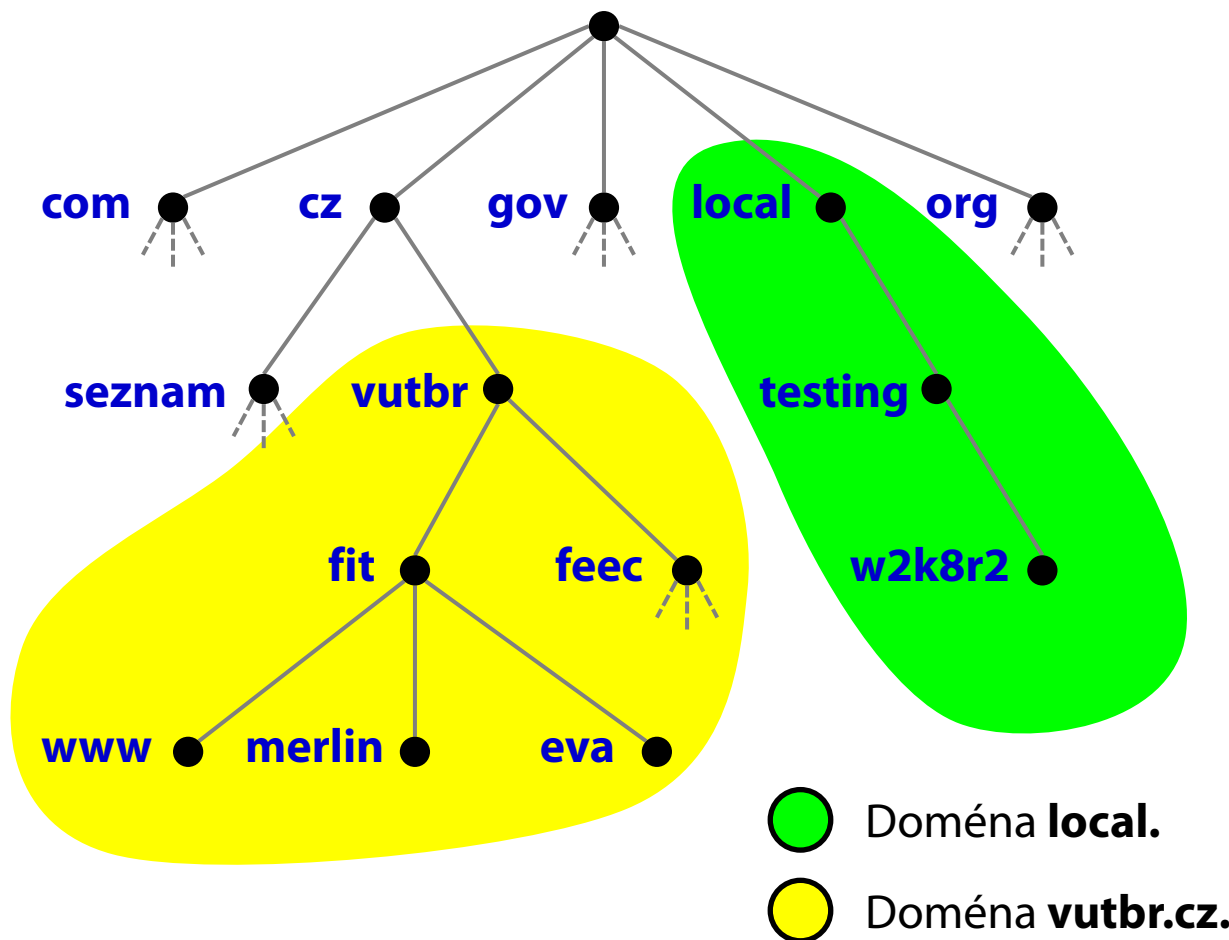 com cz gov local org
seznam vutbr testing
fit feec w2k8r2
www merlin eva
Doména local.
Doména vutbr.cz.